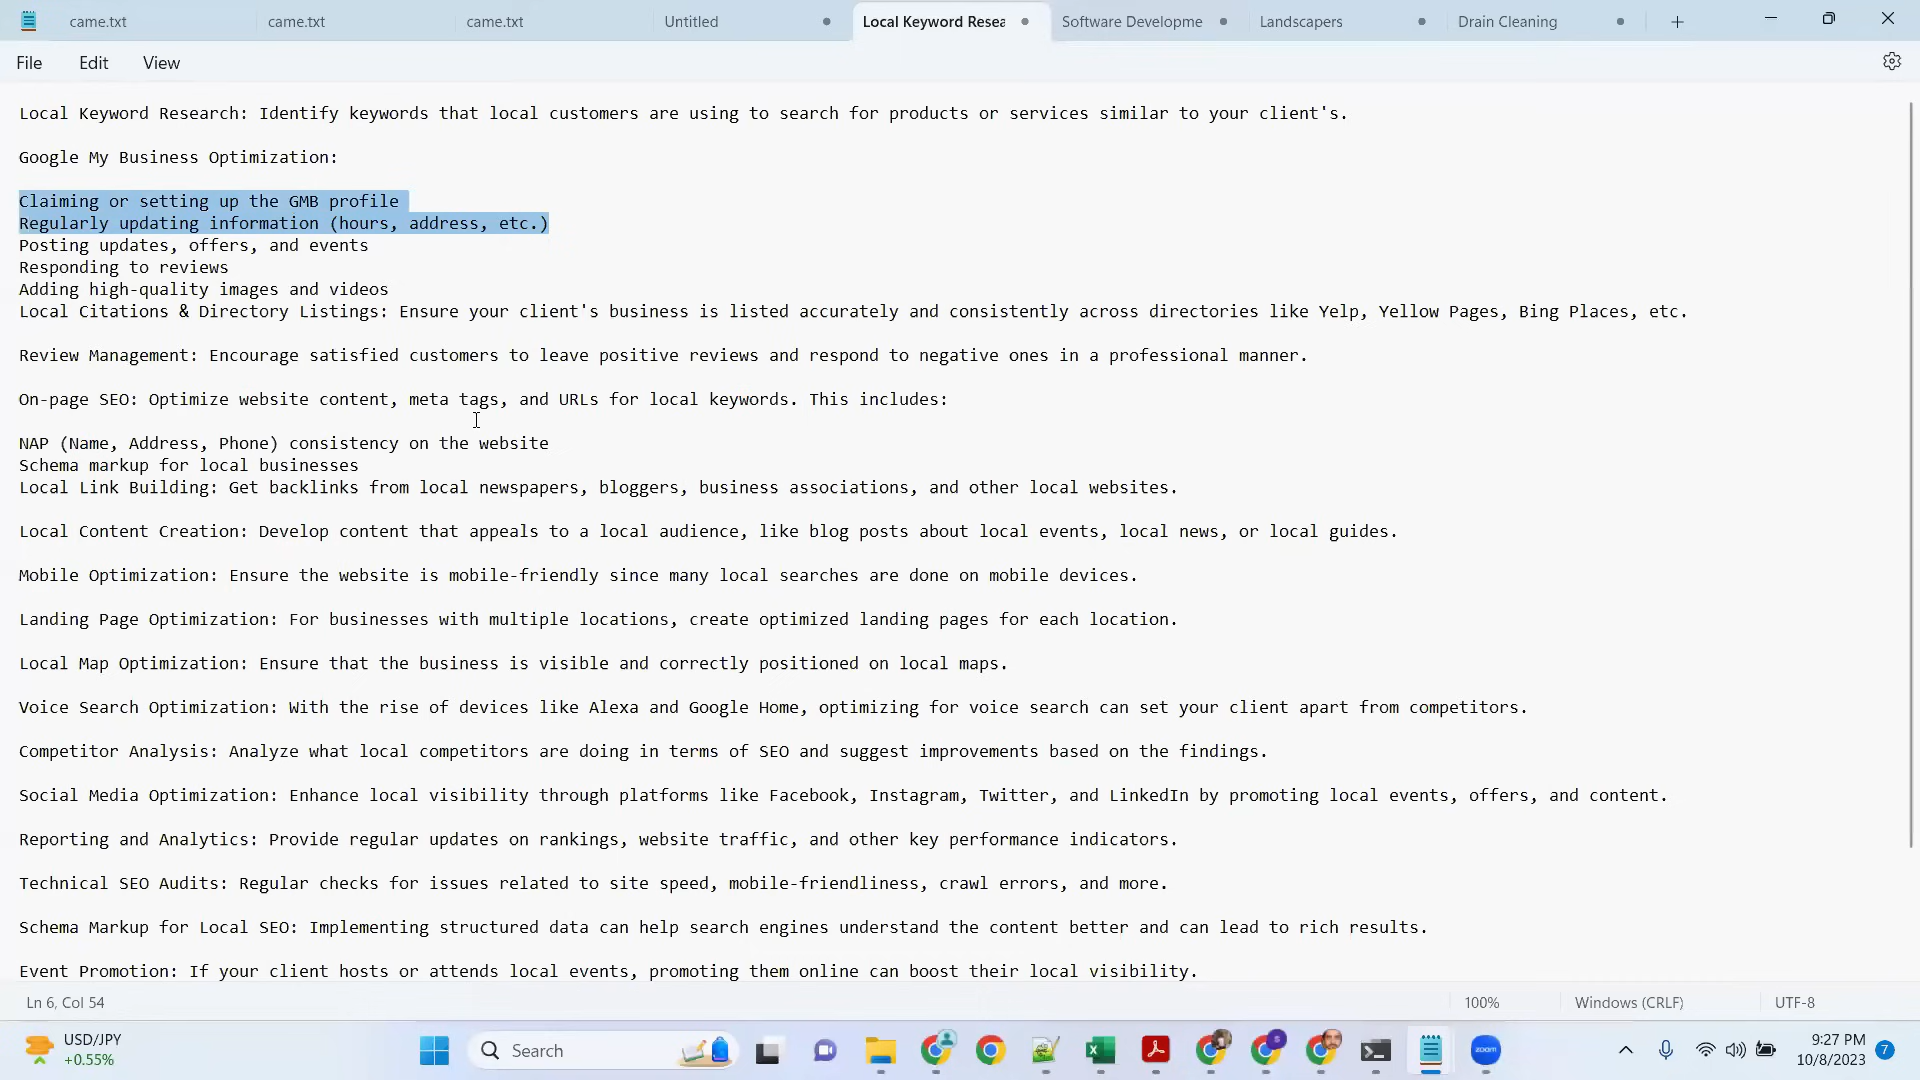 came.txt
came.txt
came.txt
Untitled
Local Keyword Resea
Software Developme
Landscapers
Drain Cleaning
File
Edit
View
Local Keyword Research: Identify keywords that local customers are using to search for products or services similar to your client's.
Google My Business Optimization:
Claiming or setting up the GMB profile
Regularly updating information (hours, address, etc.)
Posting updates, offers, and events
Responding to reviews
Adding high-quality images and videos
Local Citations & Directory Listings: Ensure your client's business is listed accurately and consistently across directories like Yelp, Yellow Pages, Bing Places, etc.
Review Management: Encourage satisfied customers to leave positive reviews and respond to negative ones in a professional manner.
On-page SEO: Optimize website content, meta tags, and URLs for local keywords. This includes:
NAP (Name, Address, Phone) consistency on the website
Schema markup for local businesses
Local Link Building: Get backlinks from local newspapers, bloggers, business associations, and other local websites.
Local Content Creation: Develop content that appeals to a local audience, like blog posts about local events, local news, or local guides.
Mobile Optimization: Ensure the website is mobile-friendly since many local searches are done on mobile devices.
Landing Page Optimization: For businesses with multiple locations, create optimized landing pages for each location.
Local Map Optimization: Ensure that the business is visible and correctly positioned on local maps.
Voice Search Optimization: With the rise of devices like Alexa and Google Home, optimizing for voice search can set your client apart from competitors.
Competitor Analysis: Analyze what local competitors are doing in terms of SEO and suggest improvements based on the findings.
Social Media Optimization: Enhance local visibility through platforms like Facebook, Instagram, Twitter, and LinkedIn by promoting local events, offers, and content.
Reporting and Analytics: Provide regular updates on rankings, website traffic, and other key performance indicators.
Technical SEO Audits: Regular checks for issues related to site speed, mobile-friendliness, crawl errors, and more.
Schema Markup for Local SEO: Implementing structured data can help search engines understand the content better and can lead to rich results.
Event Promotion: If your client hosts or attends local events, promoting them online can boost their local visibility.
Ln 6, Col 54
100%
Windows (CRLF)
UTF-8
USD/JPY
+0.55%
Search
zoom
9:27 PM
10/8/2023
7